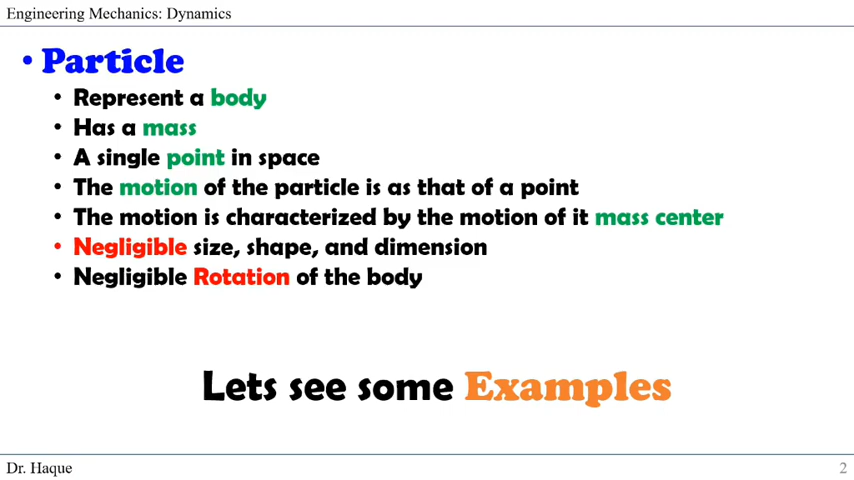 Engineering Mechanics: Dynamics
• Particle
• Represent a body
• Has a mass
• A single point in space
• The motion of the particle is as that of a point
• The motion is characterized by the motion of it mass center
• Negligible size, shape, and dimension
• Negligible Rotation of the body
Lets see some Examples
Dr. Haque
2